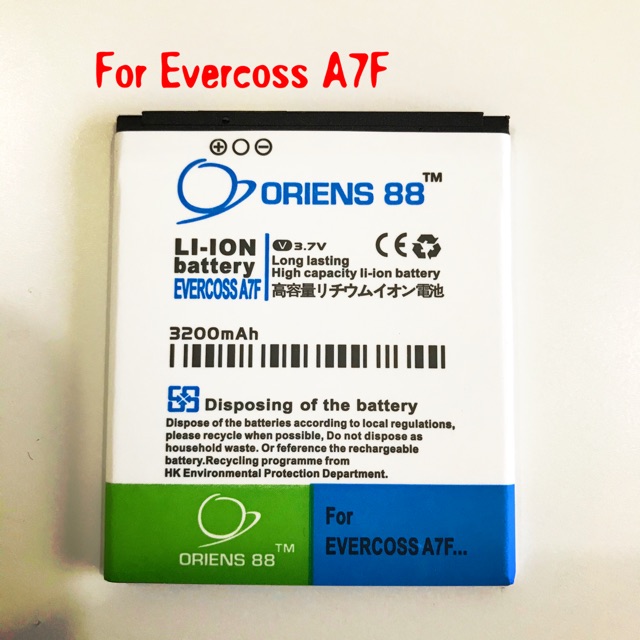 For Evercoss A7F
ORIENS 88™
LI-ION
battery
EVERCOSS A7F
V 3.7V
Long lasting
High capacity li-ion battery
高容量リチウムイオン電池
3200mAh
Disposing of the battery
Dispose of the batteries according to local regulations,
please recycle when possible, Do not dispose as
household waste. Or reference the rechargeable
battery.Recycling programme from
HK Environmental Protection Department.
ORIENS 88™
For
EVERCOSS A7F...